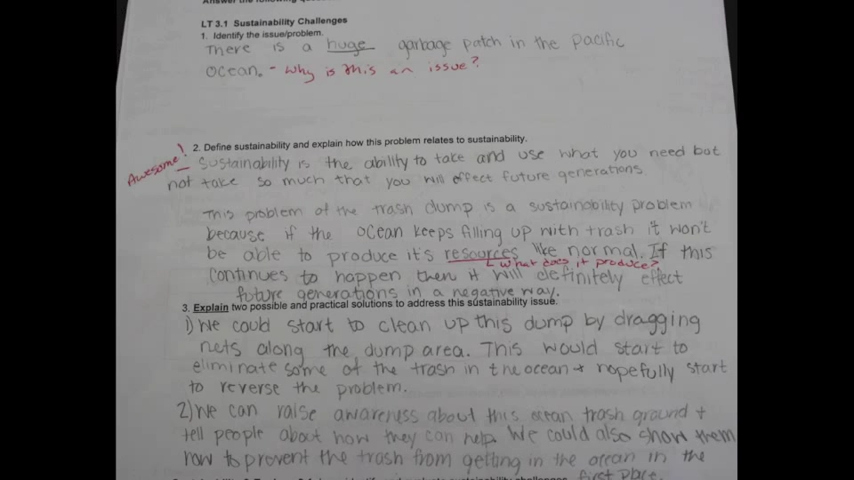 Answer the following
LT 3.1 Sustainability Challenges
1. Identify the issue/problem.
There is a huge garbage patch in the pacific
ocean. - Why is this an issue?
Awesome!
2. Define sustainability and explain how this problem relates to sustainability.
Sustainability is the ability to take and use what you need but
not take so much that you will effect future generations
This problem of the trash dump is a sustainability problem
because if the ocean keeps filling up with trash it won't
be able to produce it's resources like normal. If this
what does it produce?
continues to happen then it will definitely effect
future generations in a negative way.
3. Explain two possible and practical solutions to address this sustainability issue.
1) We could start to clean up this dump by dragging
nets along the dump area. This would start to
eliminate some of the trash in the ocean + hopefully start
to reverse the problem.
2) We can raise awareness about this ocean trash ground +
tell people about how they can help. We could also show them
how to prevent the trash from getting in the ocean in the
first place.